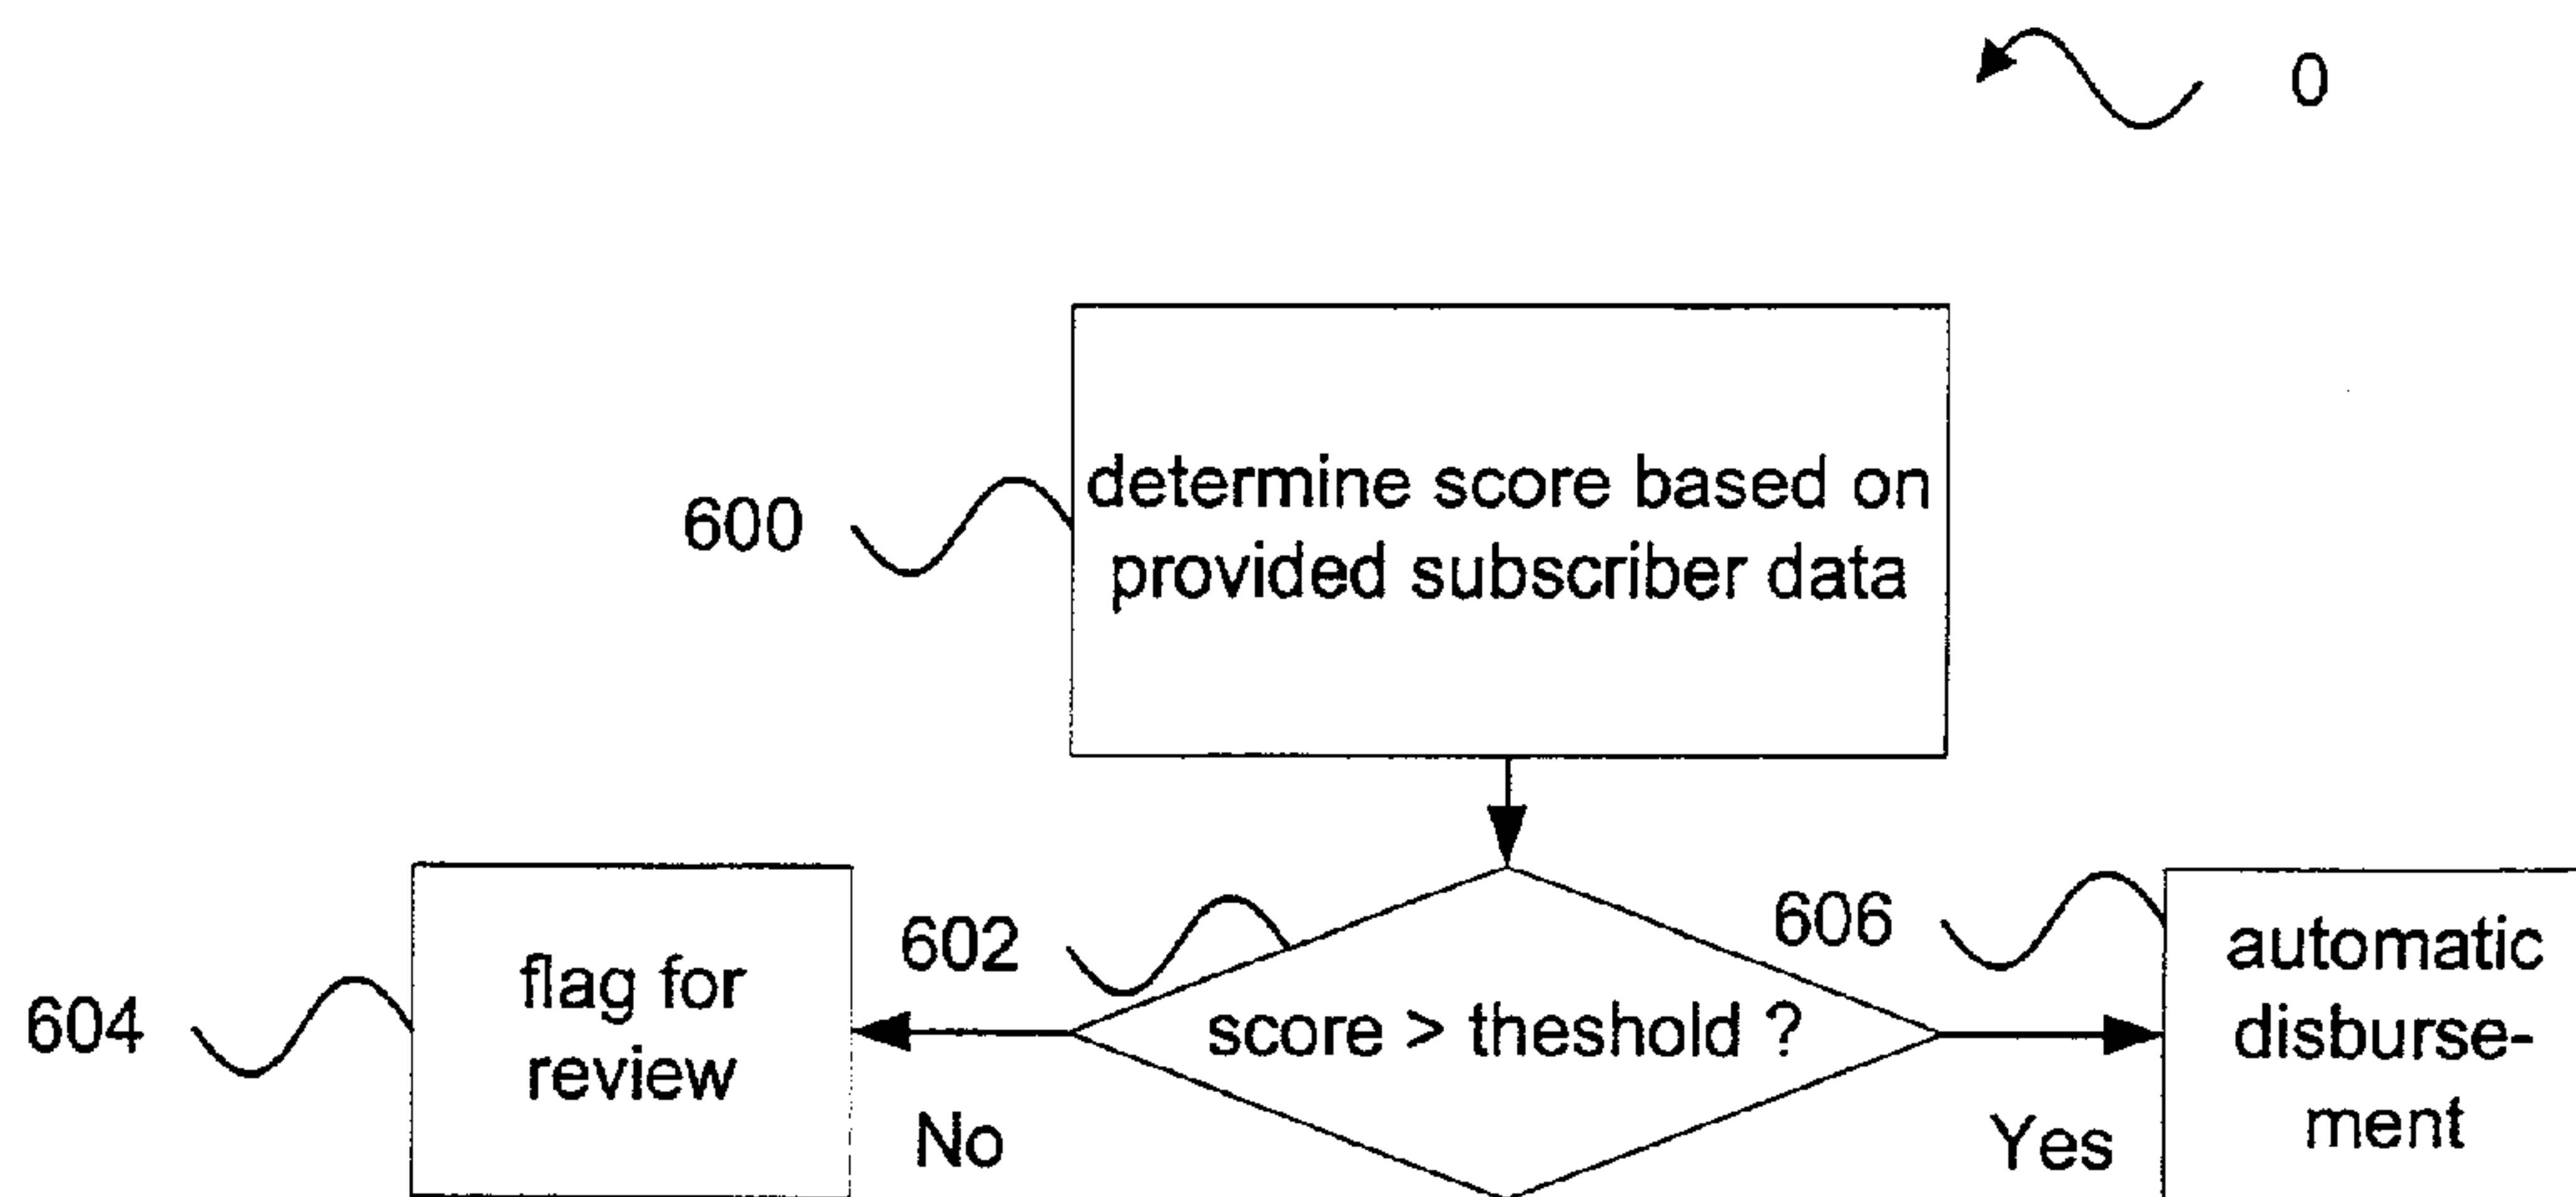 0
determine score based on
provided subscriber data
600
602
606
604
flag for
review
score > theshold ?
automatic
disburse-
ment
No
Yes